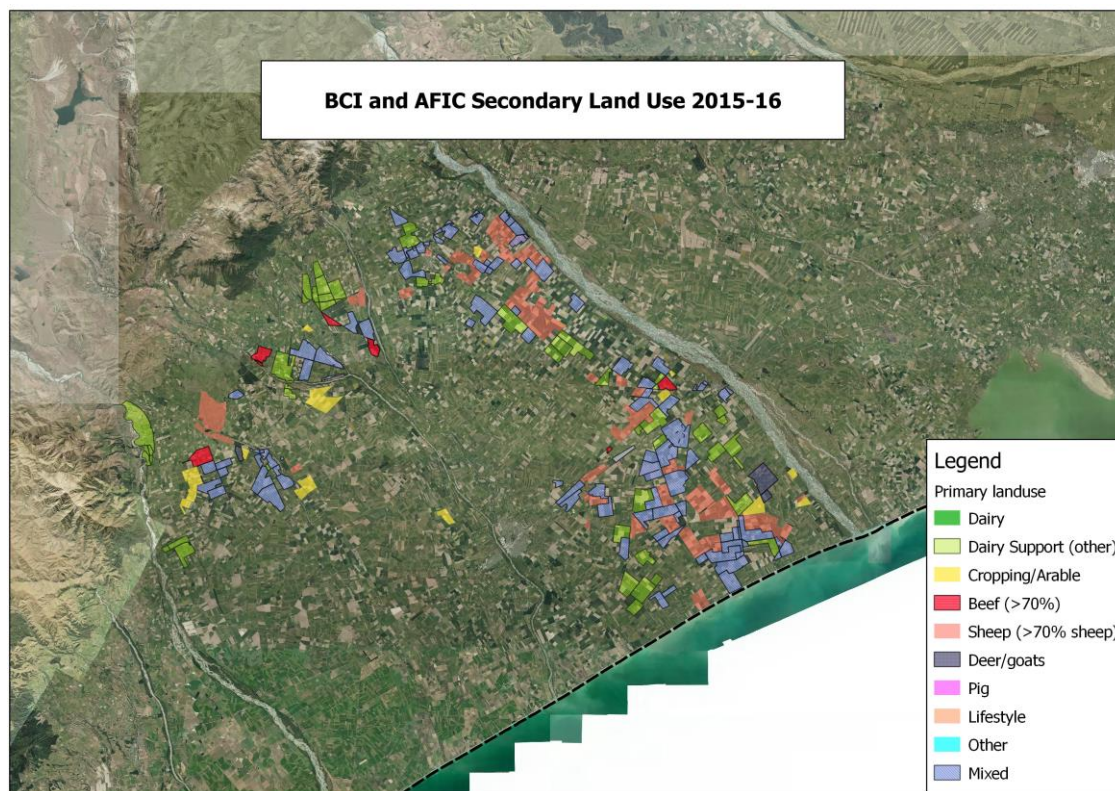 BCI and AFIC Secondary Land Use 2015-16
Legend
Primary landuse
Dairy
Dairy Support (other)
Cropping/Arable
Beef (>70%)
Sheep (>70% sheep)
Deer/goats
Pig
Lifestyle
Other
Mixed